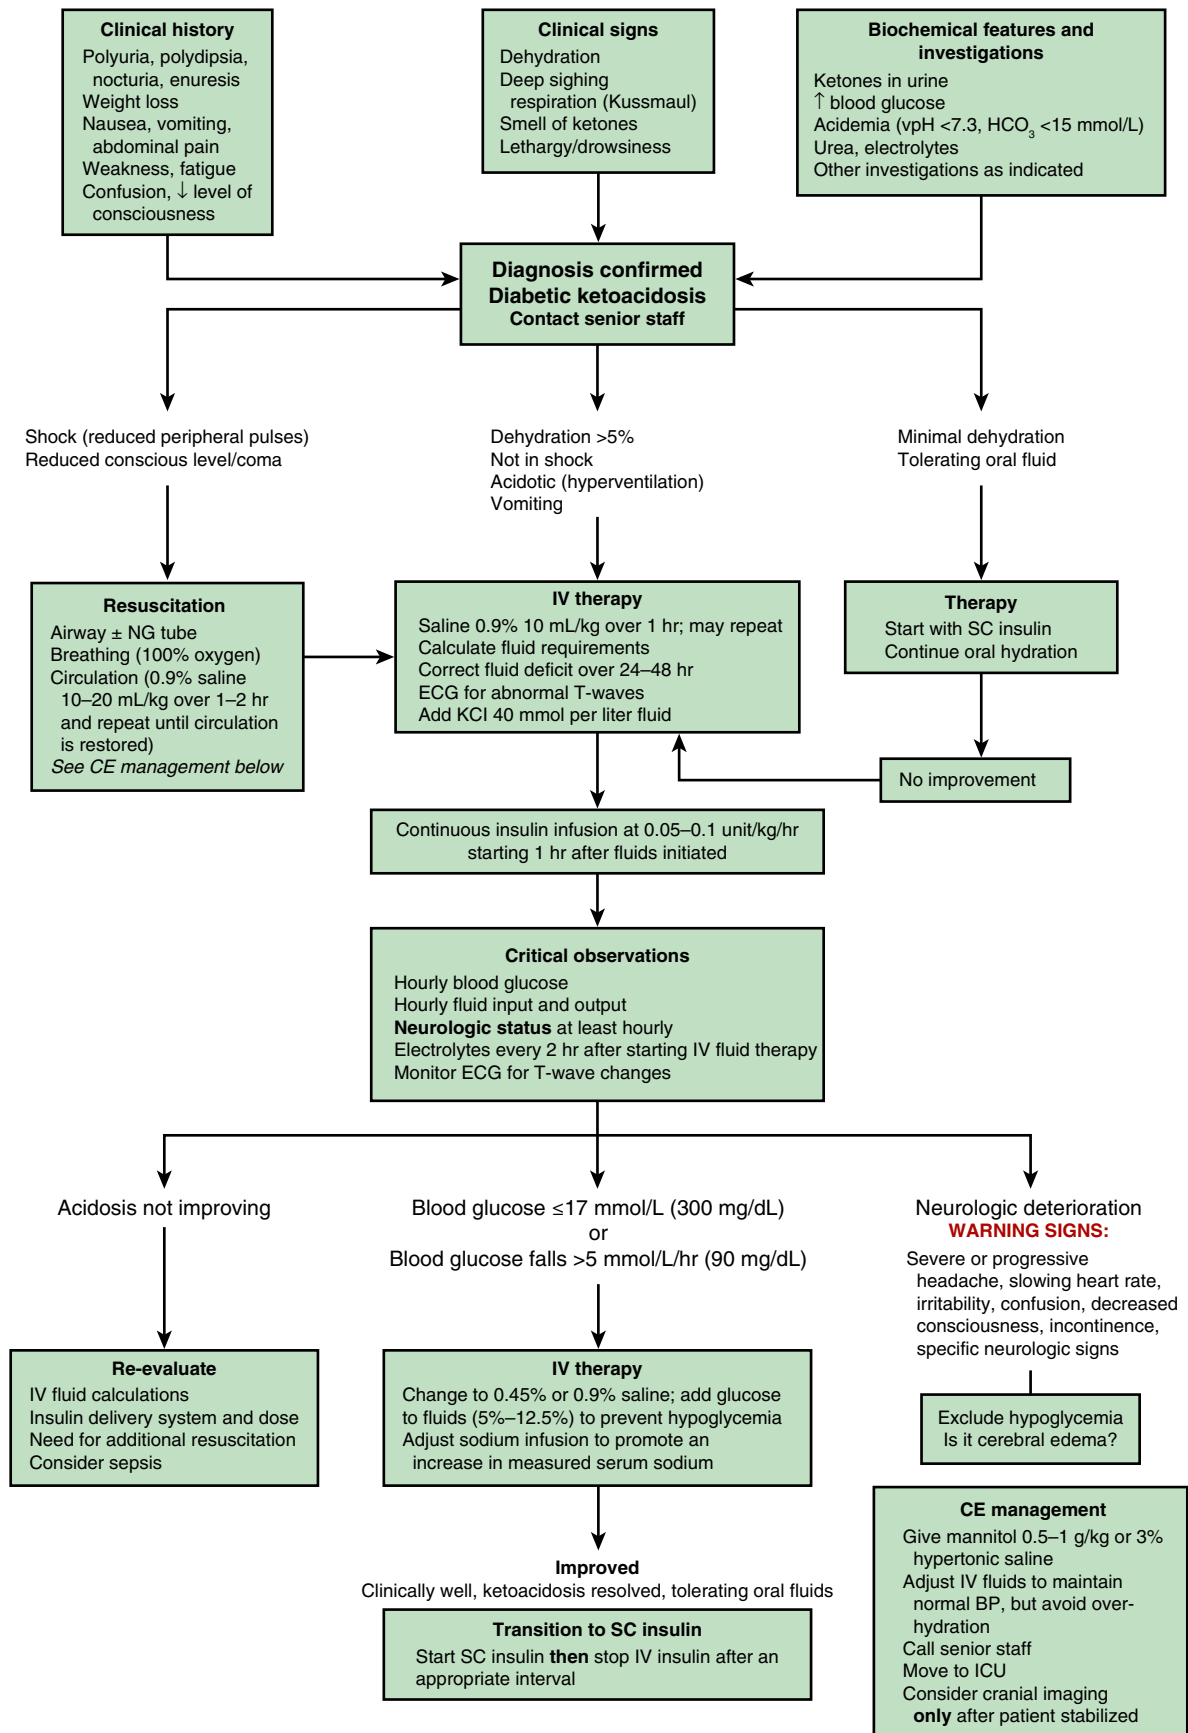 Clinical history
Polyuria, polydipsia,
nocturia, enuresis
Weight loss
Nausea, vomiting,
abdominal pain
Weakness, fatigue
Confusion, ↓ level of
consciousness
Clinical signs
Dehydration
Deep sighing
respiration (Kussmaul)
Smell of ketones
Lethargy/drowsiness
Biochemical features and
investigations
Ketones in urine
↑ blood glucose
Acidemia (vpH <7.3, HCO₃ <15 mmol/L)
Urea, electrolytes
Other investigations as indicated
Diagnosis confirmed
Diabetic ketoacidosis
Contact senior staff
Shock (reduced peripheral pulses)
Reduced conscious level/coma
Dehydration >5%
Not in shock
Acidotic (hyperventilation)
Vomiting
Minimal dehydration
Tolerating oral fluid
Resuscitation
Airway ± NG tube
Breathing (100% oxygen)
Circulation (0.9% saline
10–20 mL/kg over 1–2 hr
and repeat until circulation
is restored)
See CE management below
IV therapy
Saline 0.9% 10 mL/kg over 1 hr; may repeat
Calculate fluid requirements
Correct fluid deficit over 24–48 hr
ECG for abnormal T-waves
Add KCI 40 mmol per liter fluid
Therapy
Start with SC insulin
Continue oral hydration
No improvement
Continuous insulin infusion at 0.05–0.1 unit/kg/hr
starting 1 hr after fluids initiated
Critical observations
Hourly blood glucose
Hourly fluid input and output
Neurologic status at least hourly
Electrolytes every 2 hr after starting IV fluid therapy
Monitor ECG for T-wave changes
Acidosis not improving
Blood glucose ≤17 mmol/L (300 mg/dL)
or
Blood glucose falls >5 mmol/L/hr (90 mg/dL)
Neurologic deterioration
WARNING SIGNS:
Severe or progressive
headache, slowing heart rate,
irritability, confusion, decreased
consciousness, incontinence,
specific neurologic signs
Re-evaluate
IV fluid calculations
Insulin delivery system and dose
Need for additional resuscitation
Consider sepsis
IV therapy
Change to 0.45% or 0.9% saline; add glucose
to fluids (5%–12.5%) to prevent hypoglycemia
Adjust sodium infusion to promote an
increase in measured serum sodium
Exclude hypoglycemia
Is it cerebral edema?
Improved
Clinically well, ketoacidosis resolved, tolerating oral fluids
Transition to SC insulin
Start SC insulin then stop IV insulin after an
appropriate interval
CE management
Give mannitol 0.5–1 g/kg or 3%
hypertonic saline
Adjust IV fluids to maintain
normal BP, but avoid over-
hydration
Call senior staff
Move to ICU
Consider cranial imaging
only after patient stabilized